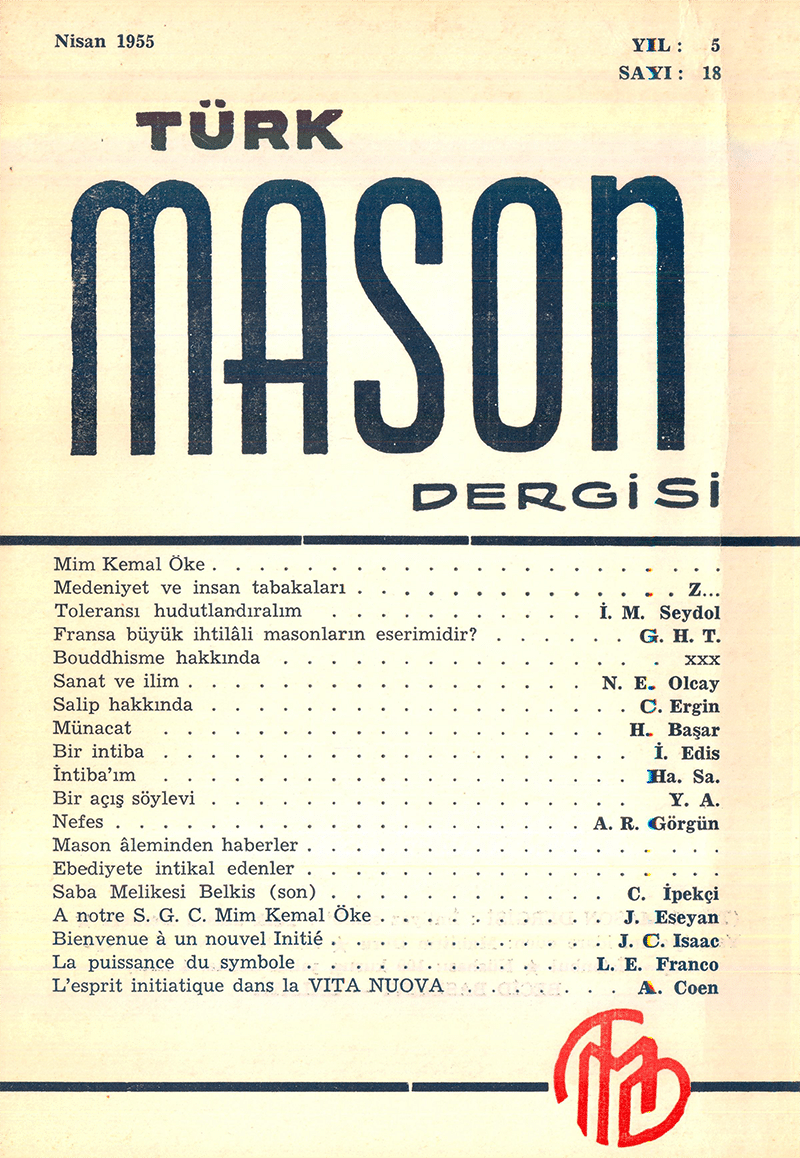 Nisan 1955
YIL : 5
SAYI : 18
TÜRK
MASON
DERGİSİ
Mim Kemal Öke . . . . . . . . . . . . . . . . . . . . . .
Medeniyet ve insan tabakaları . . . . . . . . . . . . . . Z...
Toleransı hudutlandıralım . . . . . . . . . . . İ. M. Seydol
Fransa büyük ihtilâli masonların eserimidir? . . . . . . G. H. T.
Bouddhisme hakkında . . . . . . . . . . . . . . . . xxx
Sanat ve ilim . . . . . . . . . . . . . . . . . N. E. Olcay
Salip hakkında . . . . . . . . . . . . . . . . . . C. Ergin
Münacat . . . . . . . . . . . . . . . . . . . . H. Başar
Bir intiba . . . . . . . . . . . . . . . . . . . . İ. Edis
İntiba'ım . . . . . . . . . . . . . . . . . . . . Ha. Sa.
Bir açış söylevi . . . . . . . . . . . . . . . . . . Y. A.
Nefes . . . . . . . . . . . . . . . . . . . . A. R. Görgün
Mason âleminden haberler . . . . . . . . . . . . . . . . . .
Ebediyete intikal edenler . . . . . . . . . . . . . . . . . .
Saba Melikesi Belkis (son) . . . . . . . . . . . . C. İpekçi
A notre S. G. C. Mim Kemal Öke . . . . . . . . . . J. Eseyan
Bienvenue à un nouvel Initié . . . . . . . . . . . . J. C. Isaac
La puissance du symbole . . . . . . . . . . . . L. E. Franco
L'esprit initiatique dans la VITA NUOVA . . . . . . . A. Coen
TMD